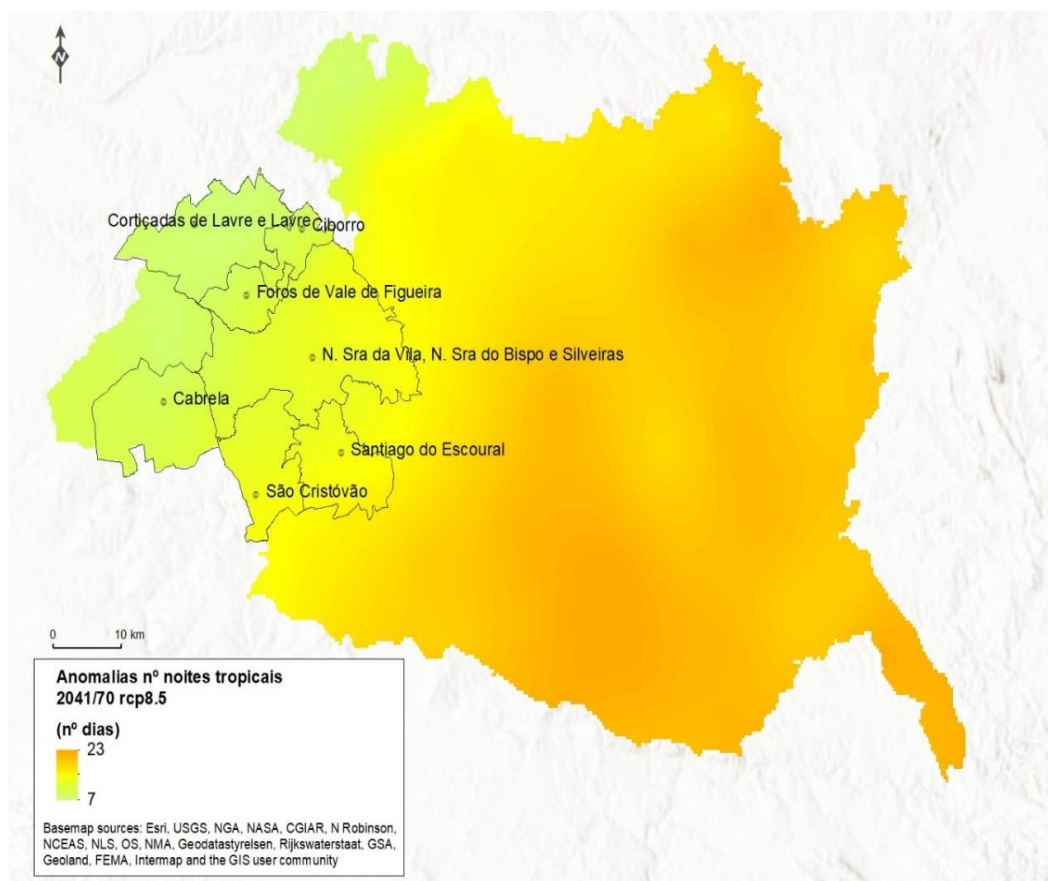 N
Cortiçadas de Lavre e Lavre
Ciborro
Foros de Vale de Figueira
N. Sra da Vila, N. Sra do Bispo e Silveiras
Cabrela
Santiago do Escoural
São Cristóvão
0 10 km
Anomalias nº noites tropicais
2041/70 rcp8.5
(nº dias)
23
7
Basemap sources: Esri, USGS, NGA, NASA, CGIAR, N Robinson,
NCEAS, NLS, OS, NMA, Geodatastyrelsen, Rijkswaterstaat, GSA,
Geoland, FEMA, Intermap and the GIS user community